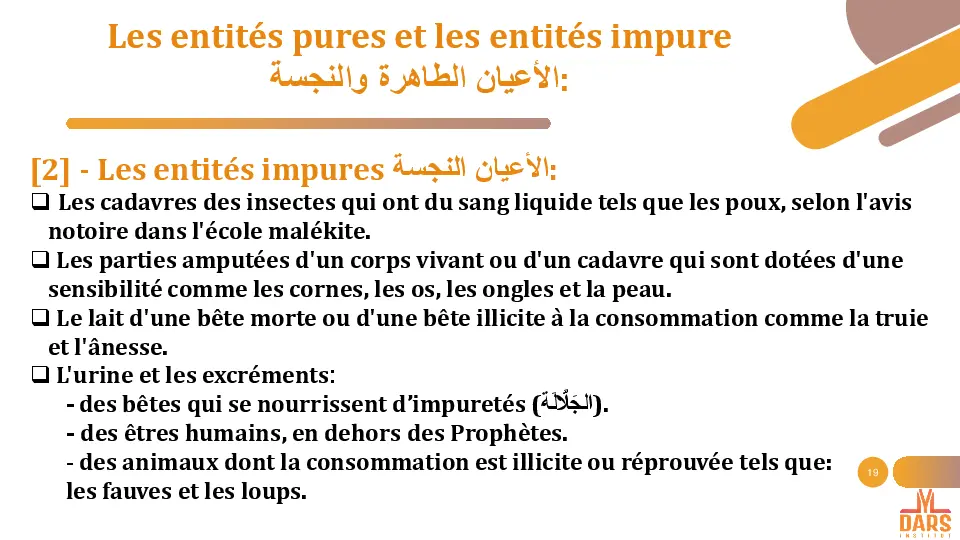 Les entités pures et les entités impure
الأعيان الطاهرة والنجسة:
[2] - Les entités impures الأعيان النجسة:
❑ Les cadavres des insectes qui ont du sang liquide tels que les poux, selon l'avis
notoire dans l'école malékite.
❑ Les parties amputées d'un corps vivant ou d'un cadavre qui sont dotées d'une
sensibilité comme les cornes, les os, les ongles et la peau.
❑ Le lait d'une bête morte ou d'une bête illicite à la consommation comme la truie
et l'ânesse.
❑ L'urine et les excréments:
- des bêtes qui se nourrissent d’impuretés (الجَلَّالَة).
- des êtres humains, en dehors des Prophètes.
- des animaux dont la consommation est illicite ou réprouvée tels que:
les fauves et les loups.
19
DARS
INSTITUT